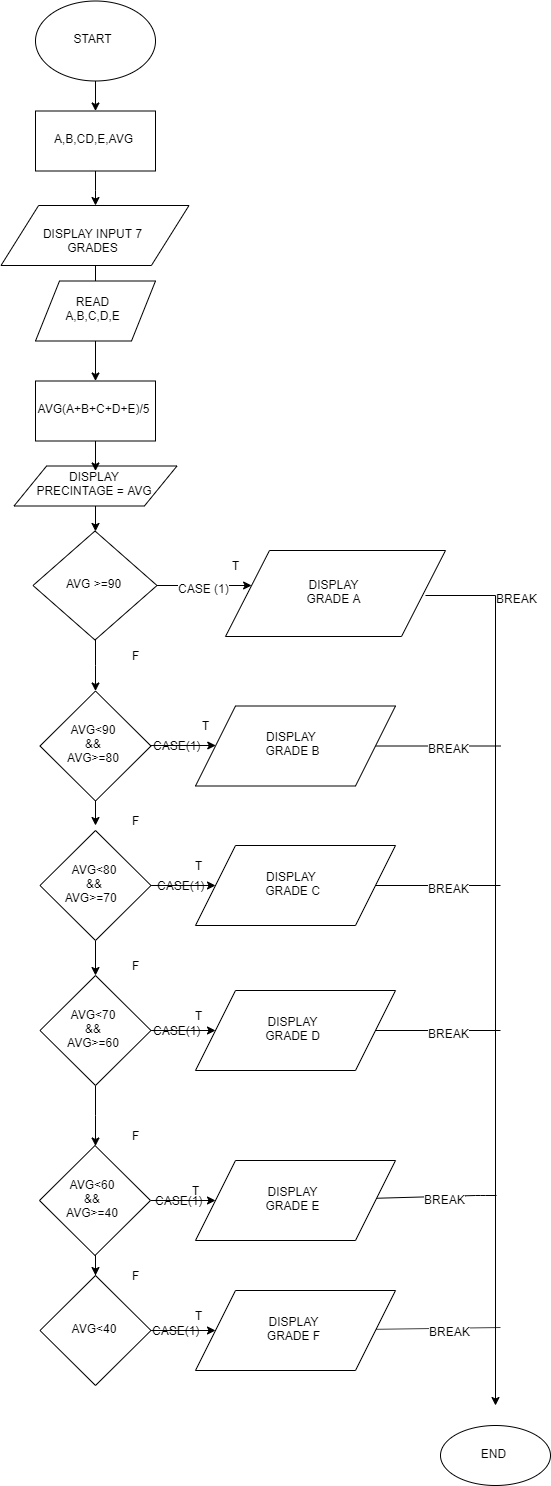 START
A,B,CD,E,AVG
DISPLAY INPUT 7
GRADES
READ
A,B,C,D,E
AVG(A+B+C+D+E)/5
DISPLAY
PRECINTAGE = AVG
AVG >=90
CASE (1)
T
DISPLAY
GRADE A
BREAK
F
AVG<90
&&
AVG>=80
CASE(1)
T
DISPLAY
GRADE B
BREAK
F
AVG<80
&&
AVG>=70
CASE(1)
T
DISPLAY
GRADE C
BREAK
F
AVG<70
&&
AVG>=60
CASE(1)
T
DISPLAY
GRADE D
BREAK
F
AVG<60
&&
AVG>=40
CASE(1)
T
DISPLAY
GRADE E
BREAK
F
AVG<40
CASE(1)
T
DISPLAY
GRADE F
BREAK
END